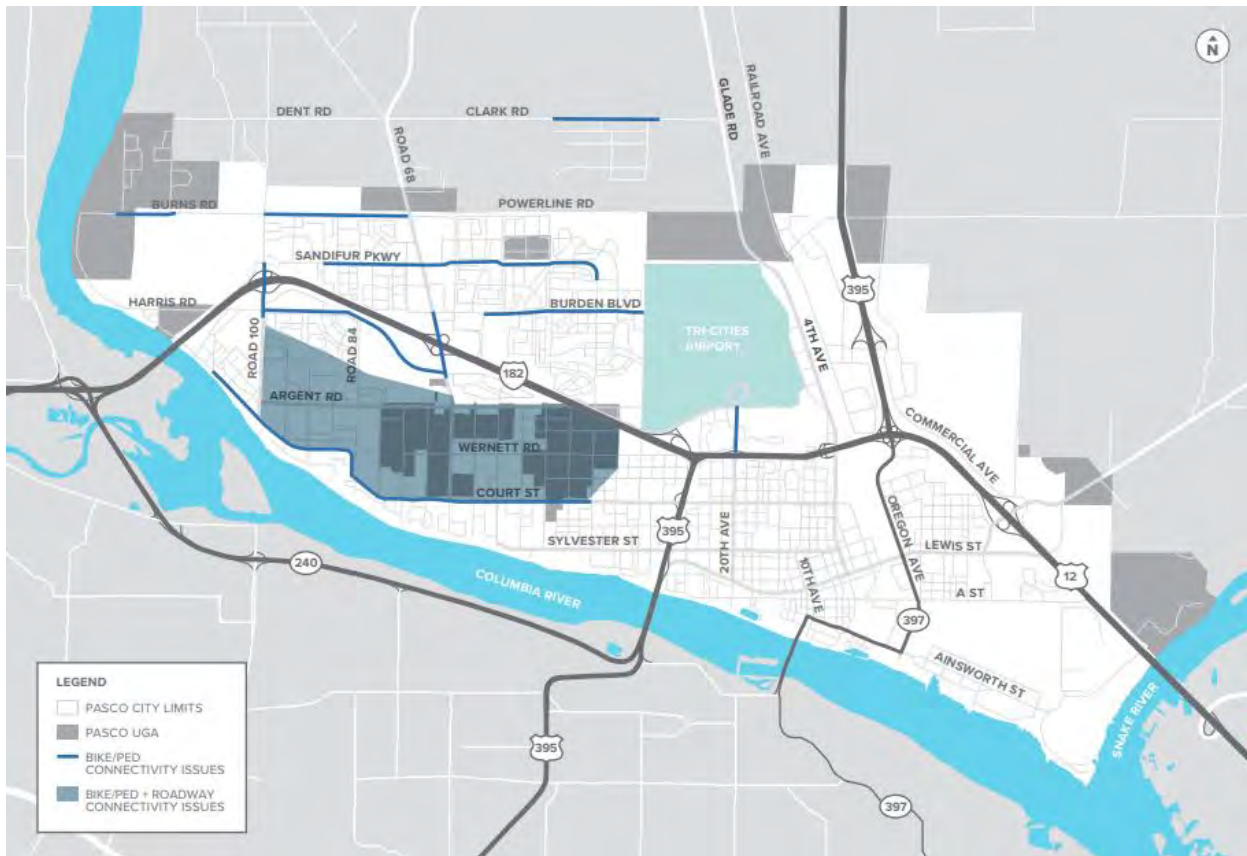 N
DENT RD
CLARK RD
ROAD 68
GLADE RD
RAILROAD AVE
BURNS RD
POWERLINE RD
SANDIFUR PKWY
HARRIS RD
BURDEN BLVD
395
TRI-CITIES
AIRPORT
4TH AVE
ROAD 100
ROAD 84
182
ARGENT RD
COMMERCIAL AVE
WERNETT RD
COURT ST
395
20TH AVE
OREGON AVE
SYLVESTER ST
LEWIS ST
240
COLUMBIA RIVER
10TH AVE
12
A ST
397
AINSWORTH ST
SNAKE RIVER
395
397
LEGEND
PASCO CITY LIMITS
PASCO UGA
BIKE/PED
CONNECTIVITY ISSUES
BIKE/PED + ROADWAY
CONNECTIVITY ISSUES